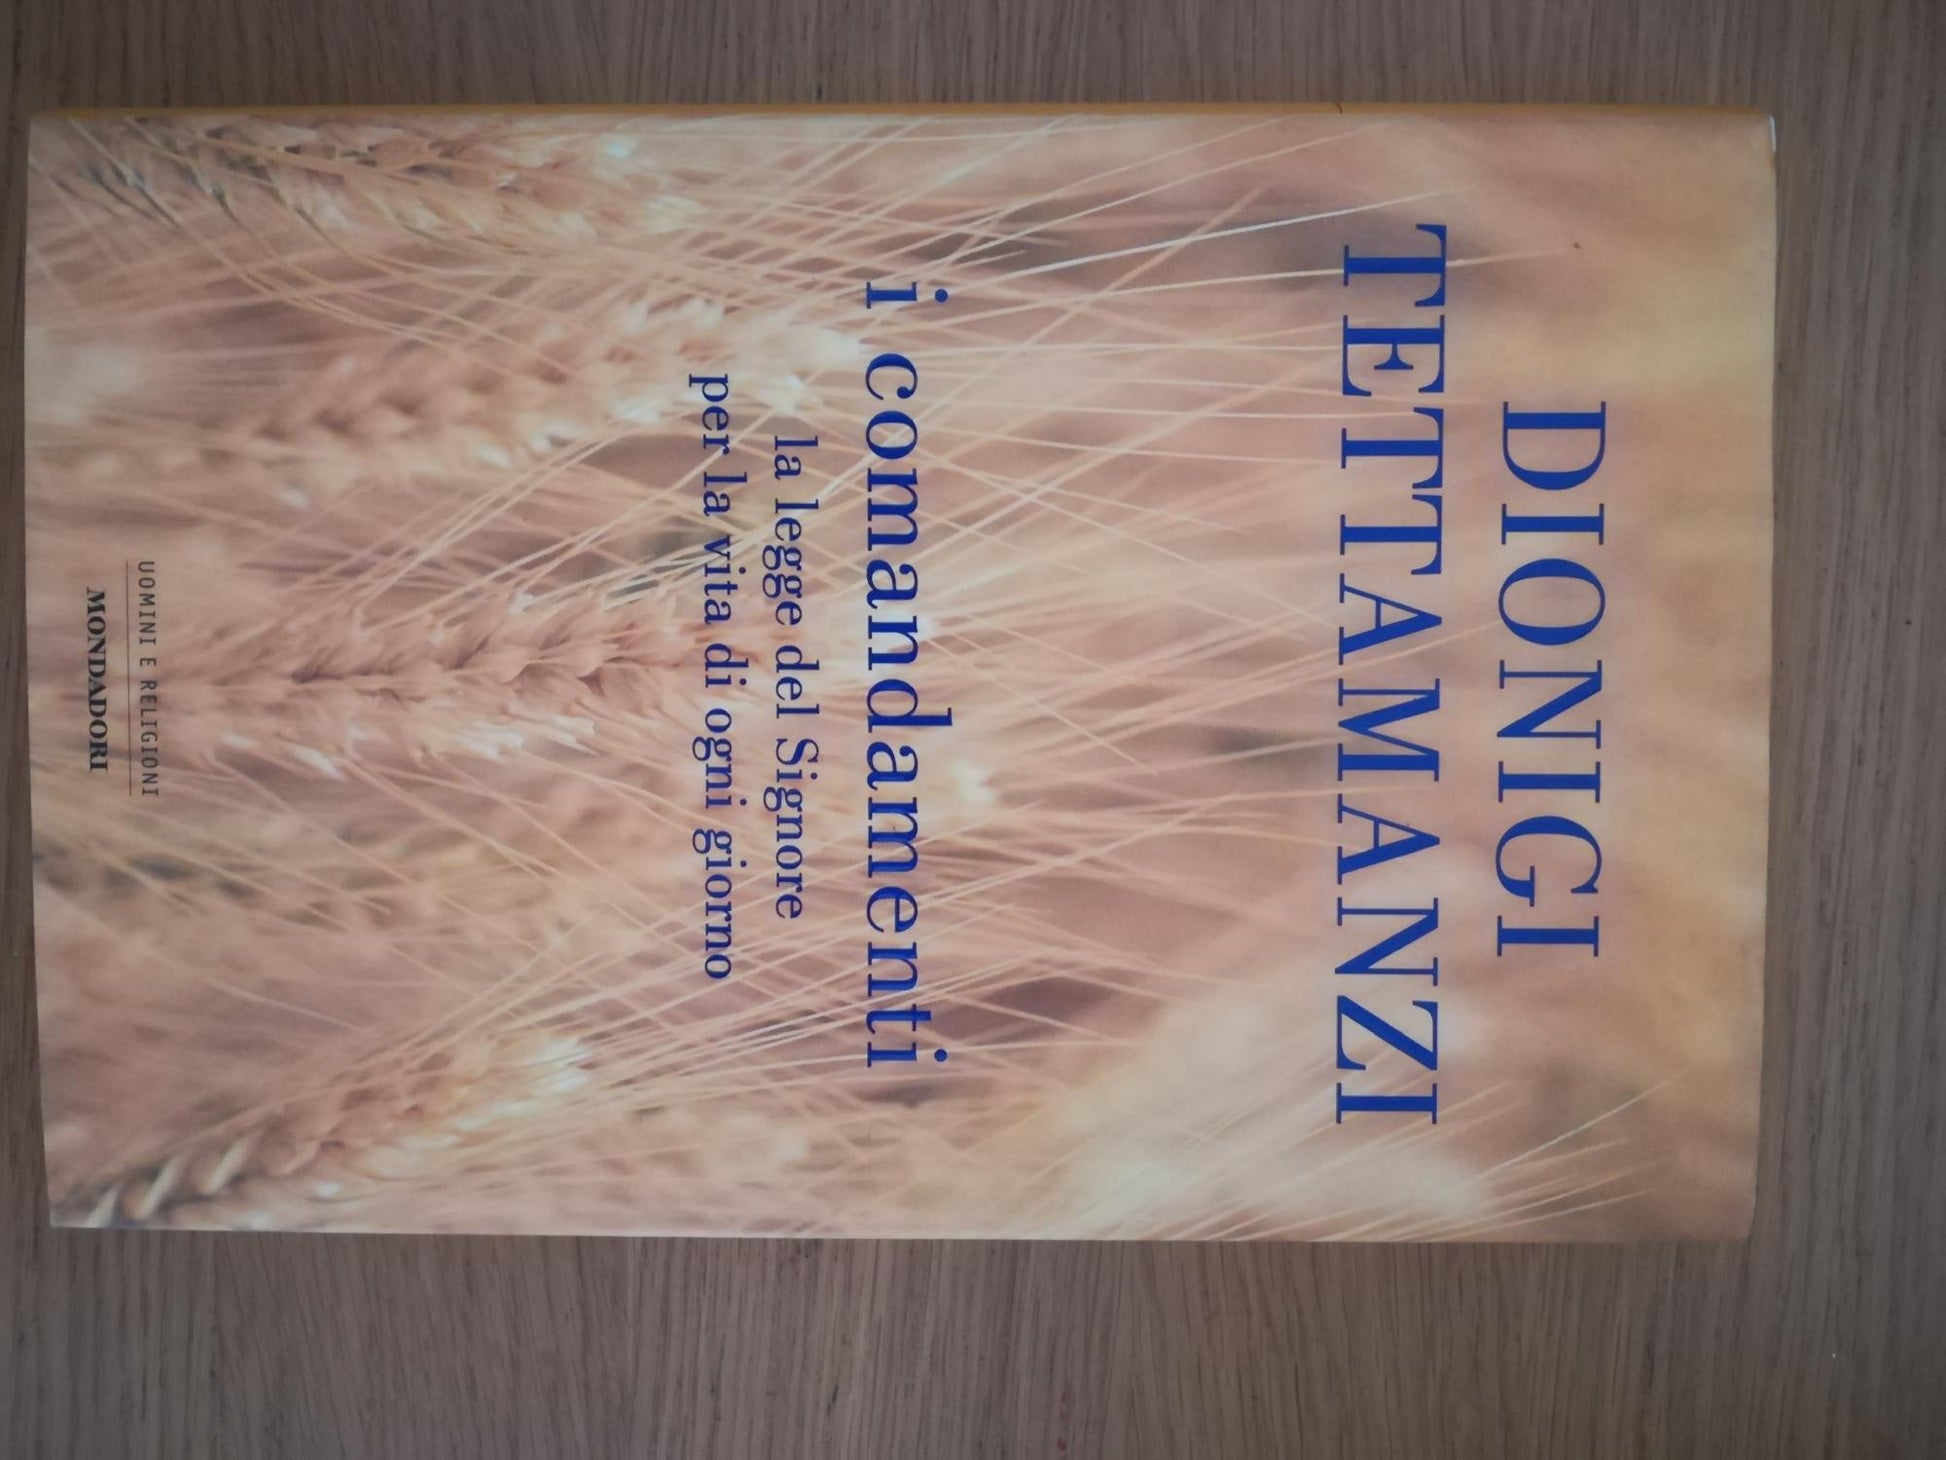 DIONIGI
TETTAMANZI
i comandamenti
la legge del Signore
per la vita di ogni giorno
UOMINI E RELIGIONI
MONDADORI